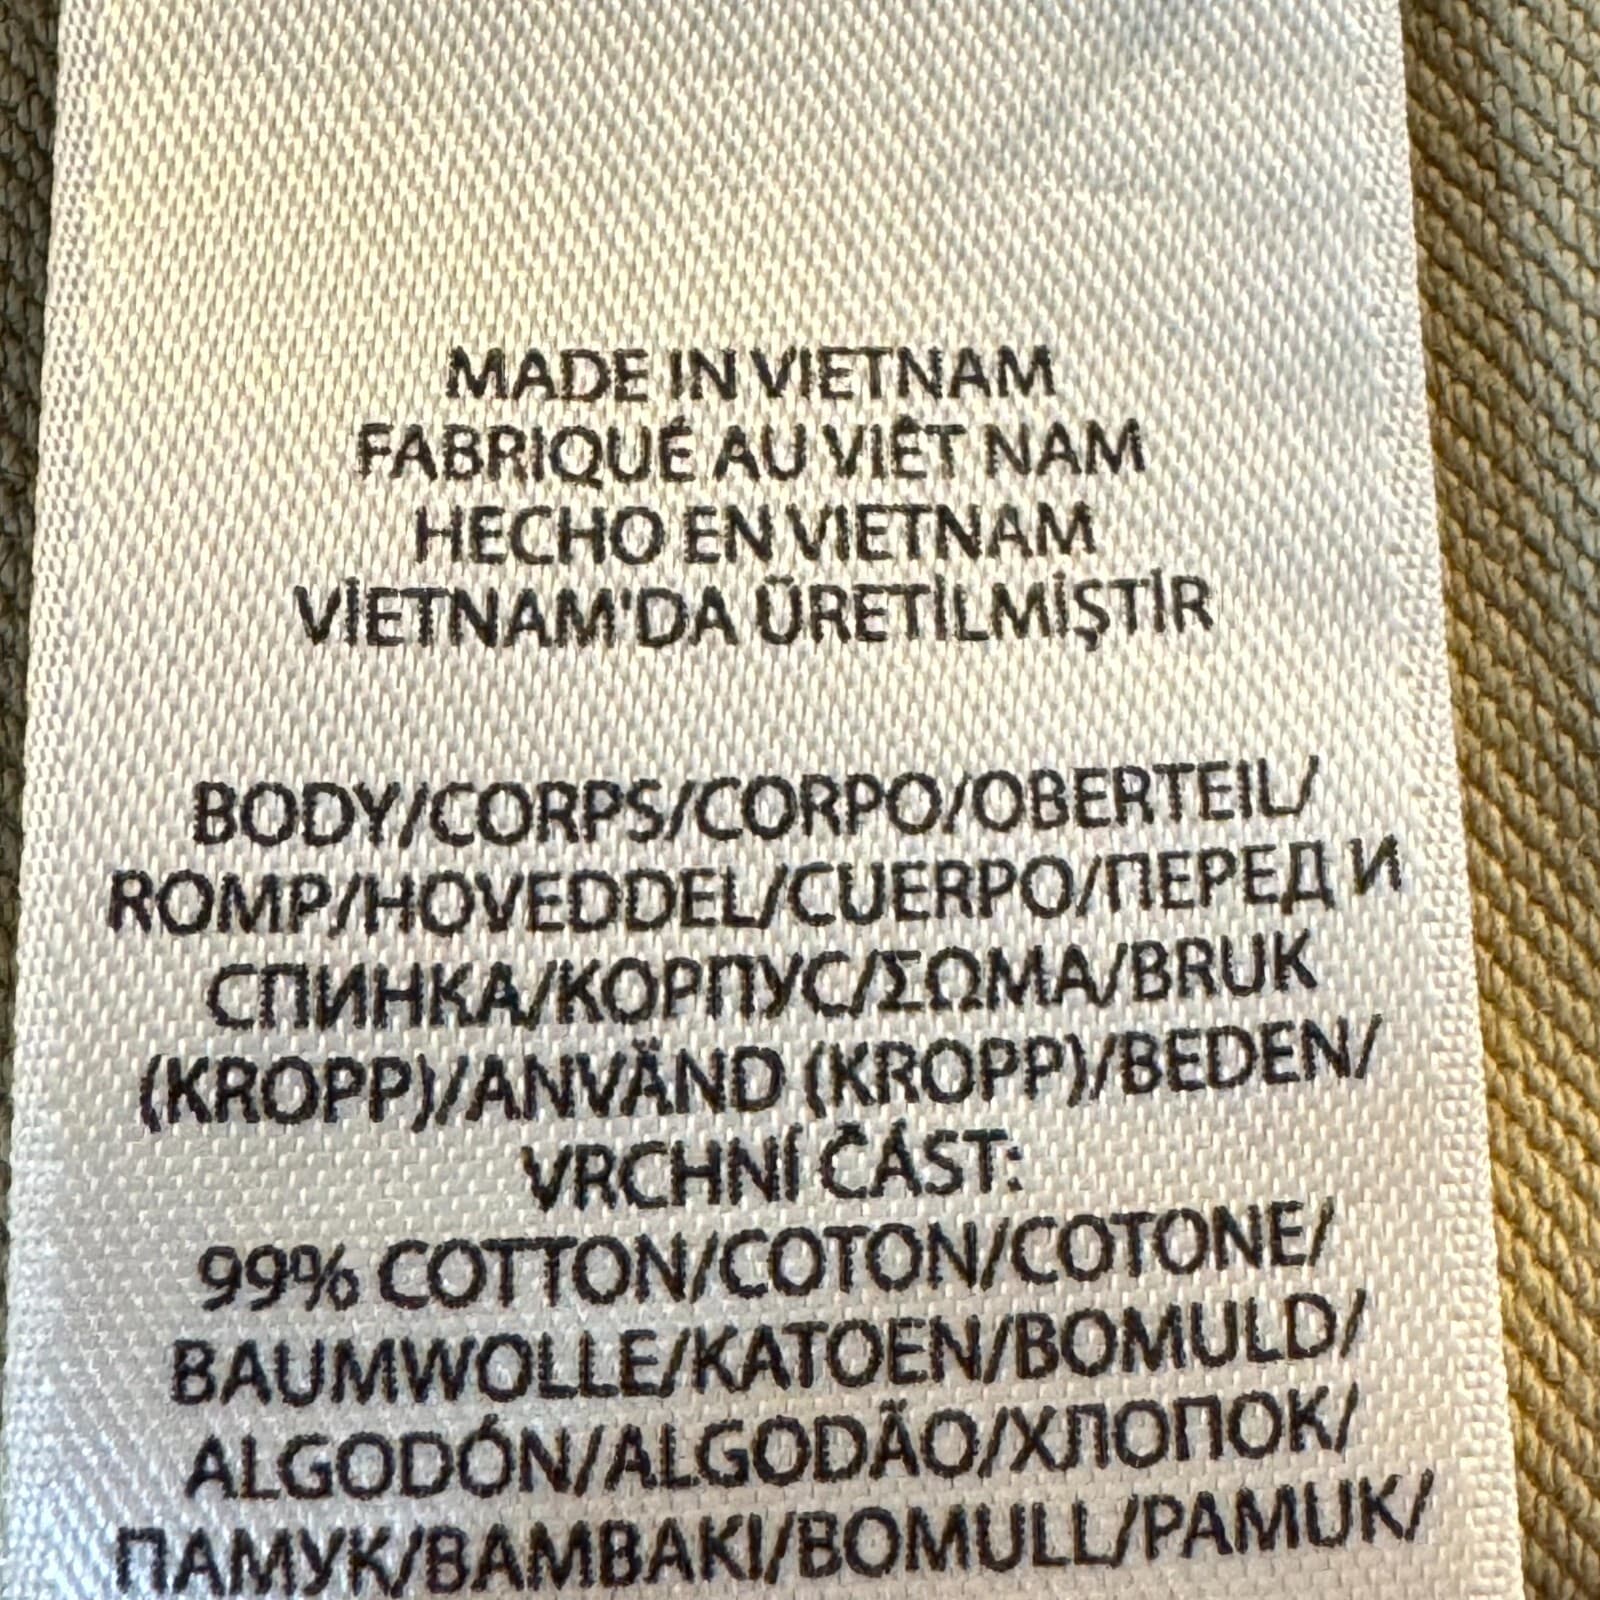 MADE IN VIETNAM
FABRIQUÉ AU VIÊT NAM
HECHO EN VIETNAM
VİETNAM'DA ÜRETİLMİŞTİR
BODY/CORPS/CORPO/OBERTEIL/
ROMP/HOVEDDEL/CUERPO/ПЕРЕД И
СПИНКА/КОРПУС/ΣΩΜΑ/BRUK
(KROPP)/ANVÄND (KROPP)/BEDEN/
VRCHNÍ ČÁST:
99% COTTON/COTON/COTONE/
BAUMWOLLE/KATOEN/BOMULD/
ALGODÓN/ALGODÃO/ХЛОПОК/
ПАМУК/BAMBAKI/BOMULL/PAMUK/